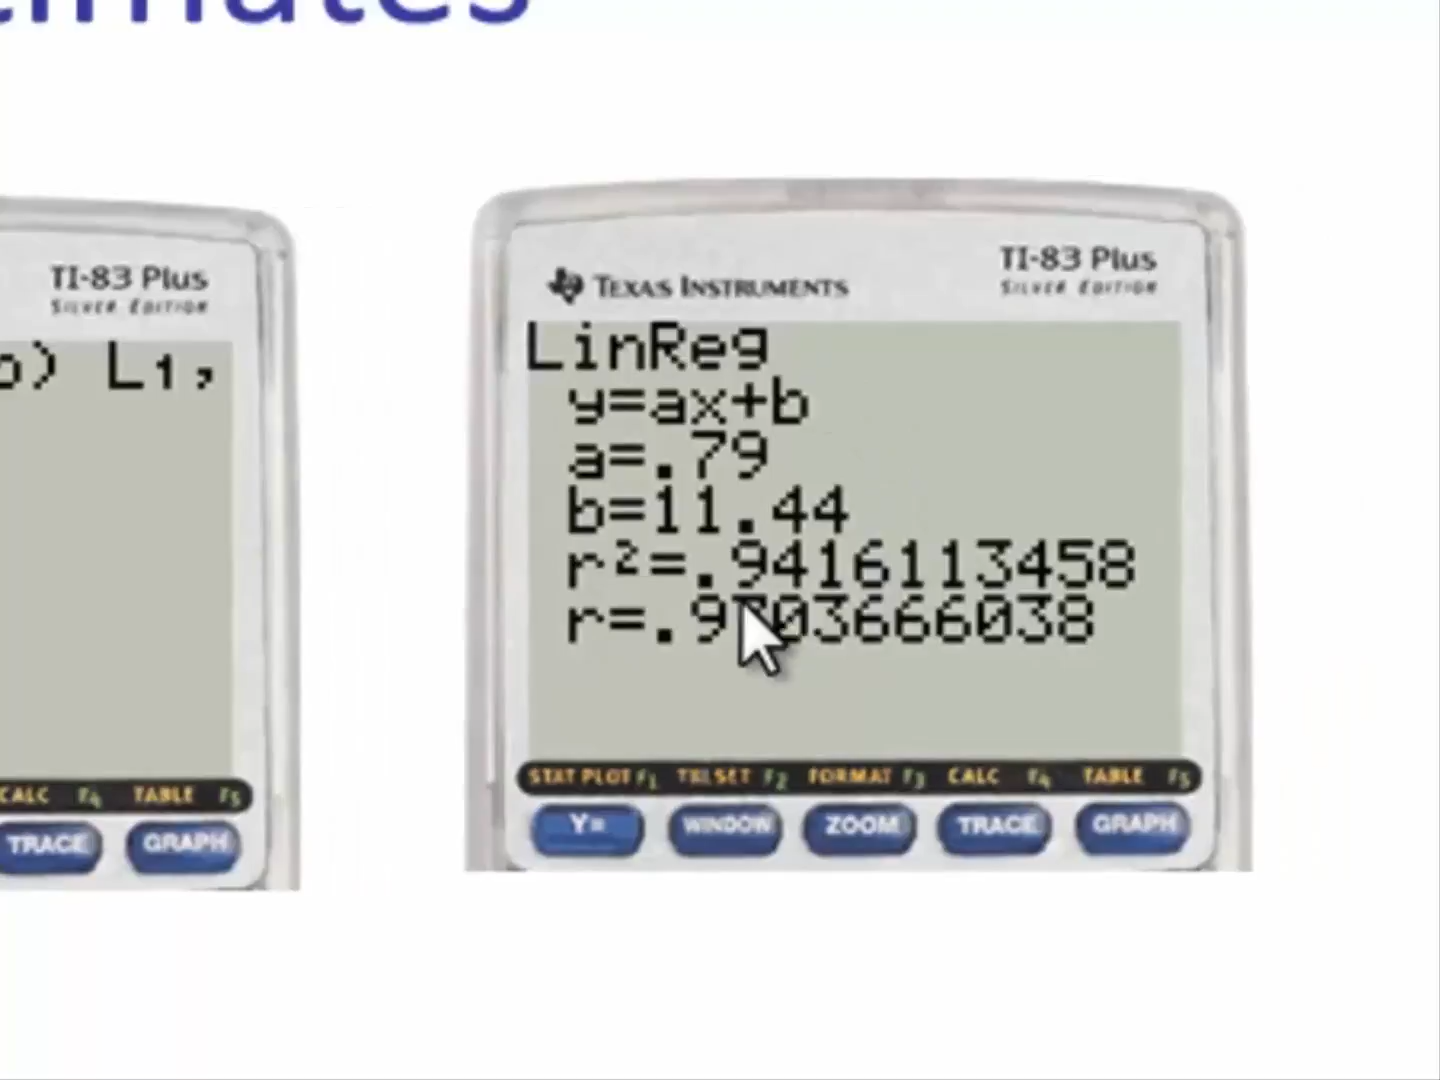 TI-83 Plus
SILVER EDITION
L1,
CALC F4 TABLE F5
TRACE GRAPH
TEXAS INSTRUMENTS
TI-83 Plus
SILVER EDITION
LinReg
y=ax+b
a=.79
b=11.44
r²=.9416113458
r=.9703666038
STAT PLOT F1 TBLSET F2 FORMAT F3 CALC F4 TABLE F5
Y= WINDOW ZOOM TRACE GRAPH